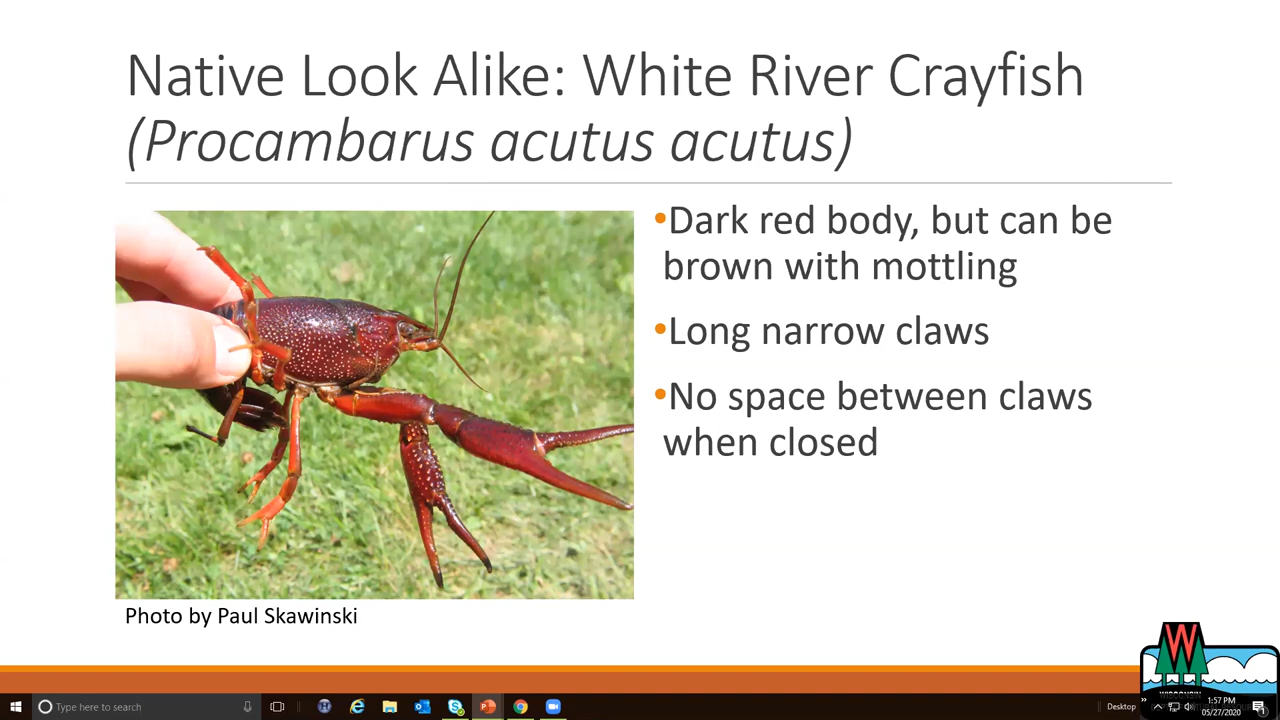 Native Look Alike: White River Crayfish
(Procambarus acutus acutus)
•Dark red body, but can be
brown with mottling
•Long narrow claws
•No space between claws
when closed
Photo by Paul Skawinski
W
WISCONSIN
Type here to search
Desktop
1:57 PM
05/27/2020